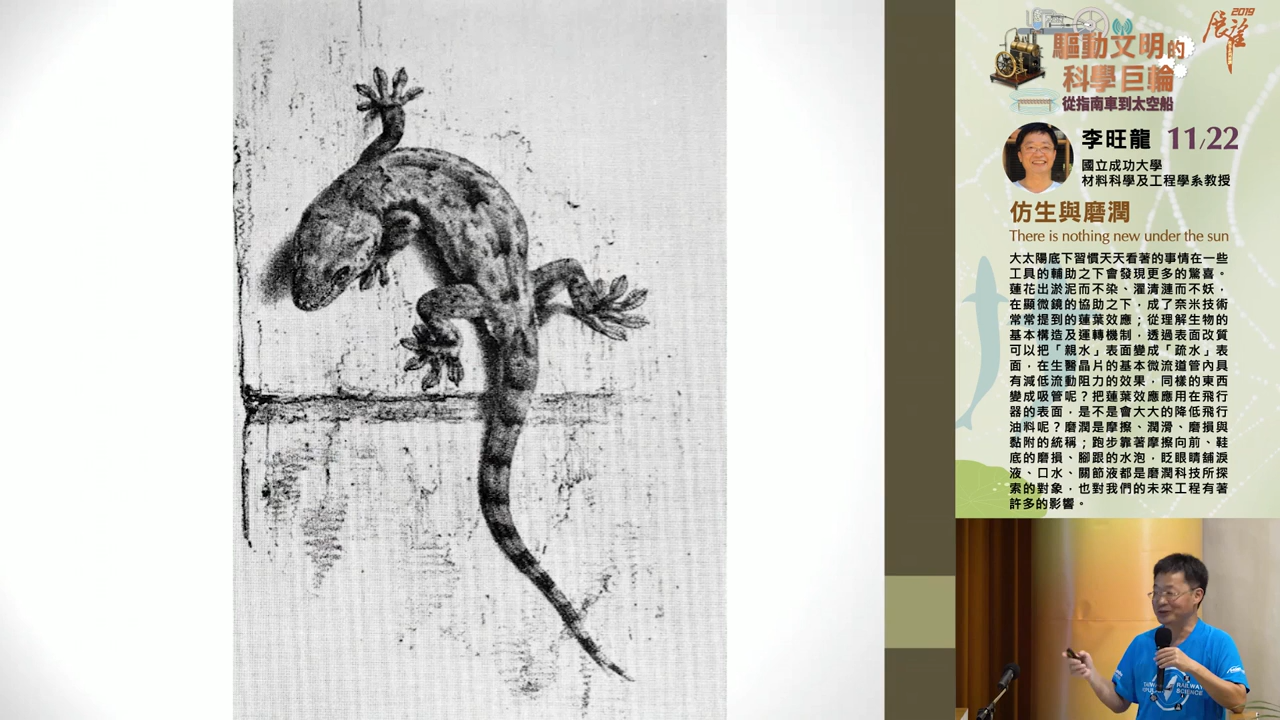 2019
展望
驅動文明的
科學巨輪
從指南車到太空船
李旺龍 11/22
國立成功大學
材料科學及工程學系教授
仿生與磨潤
There is nothing new under the sun
大太陽底下習慣天天看著的事情在一些
工具的輔助之下會發現更多的驚喜。
蓮花出淤泥而不染、濯清漣而不妖，
在顯微鏡的協助之下，成了奈米技術
常常提到的蓮葉效應；從理解生物的
基本構造及運轉機制，透過表面改質
可以把「親水」表面變成「疏水」表
面，在生醫晶片的基本微流道管內具
有減低流動阻力的效果，同樣的東西
變成吸管呢？把蓮葉效應應用在飛行
器的表面，是不是會大大的降低飛行
油料呢？磨潤是摩擦、潤滑、磨損與
黏附的統稱；跑步靠著摩擦向前、鞋
底的磨損、腳跟的水泡，眨眼睛鋪淚
液、口水、關節液都是磨潤科技所探
索的對象，也對我們的未來工程有著
許多的影響。